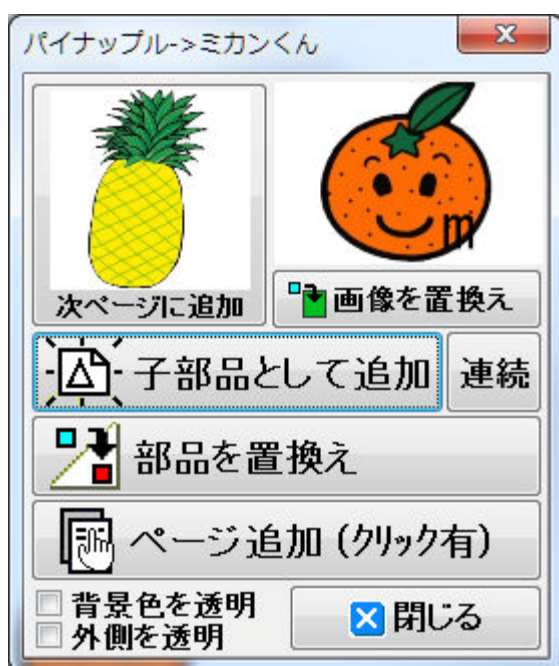 パイナップル->ミカンくん
m
次ページに追加
画像を置換え
子部品として追加
連続
部品を置換え
ページ追加(クリック有)
背景色を透明
外側を透明
閉じる